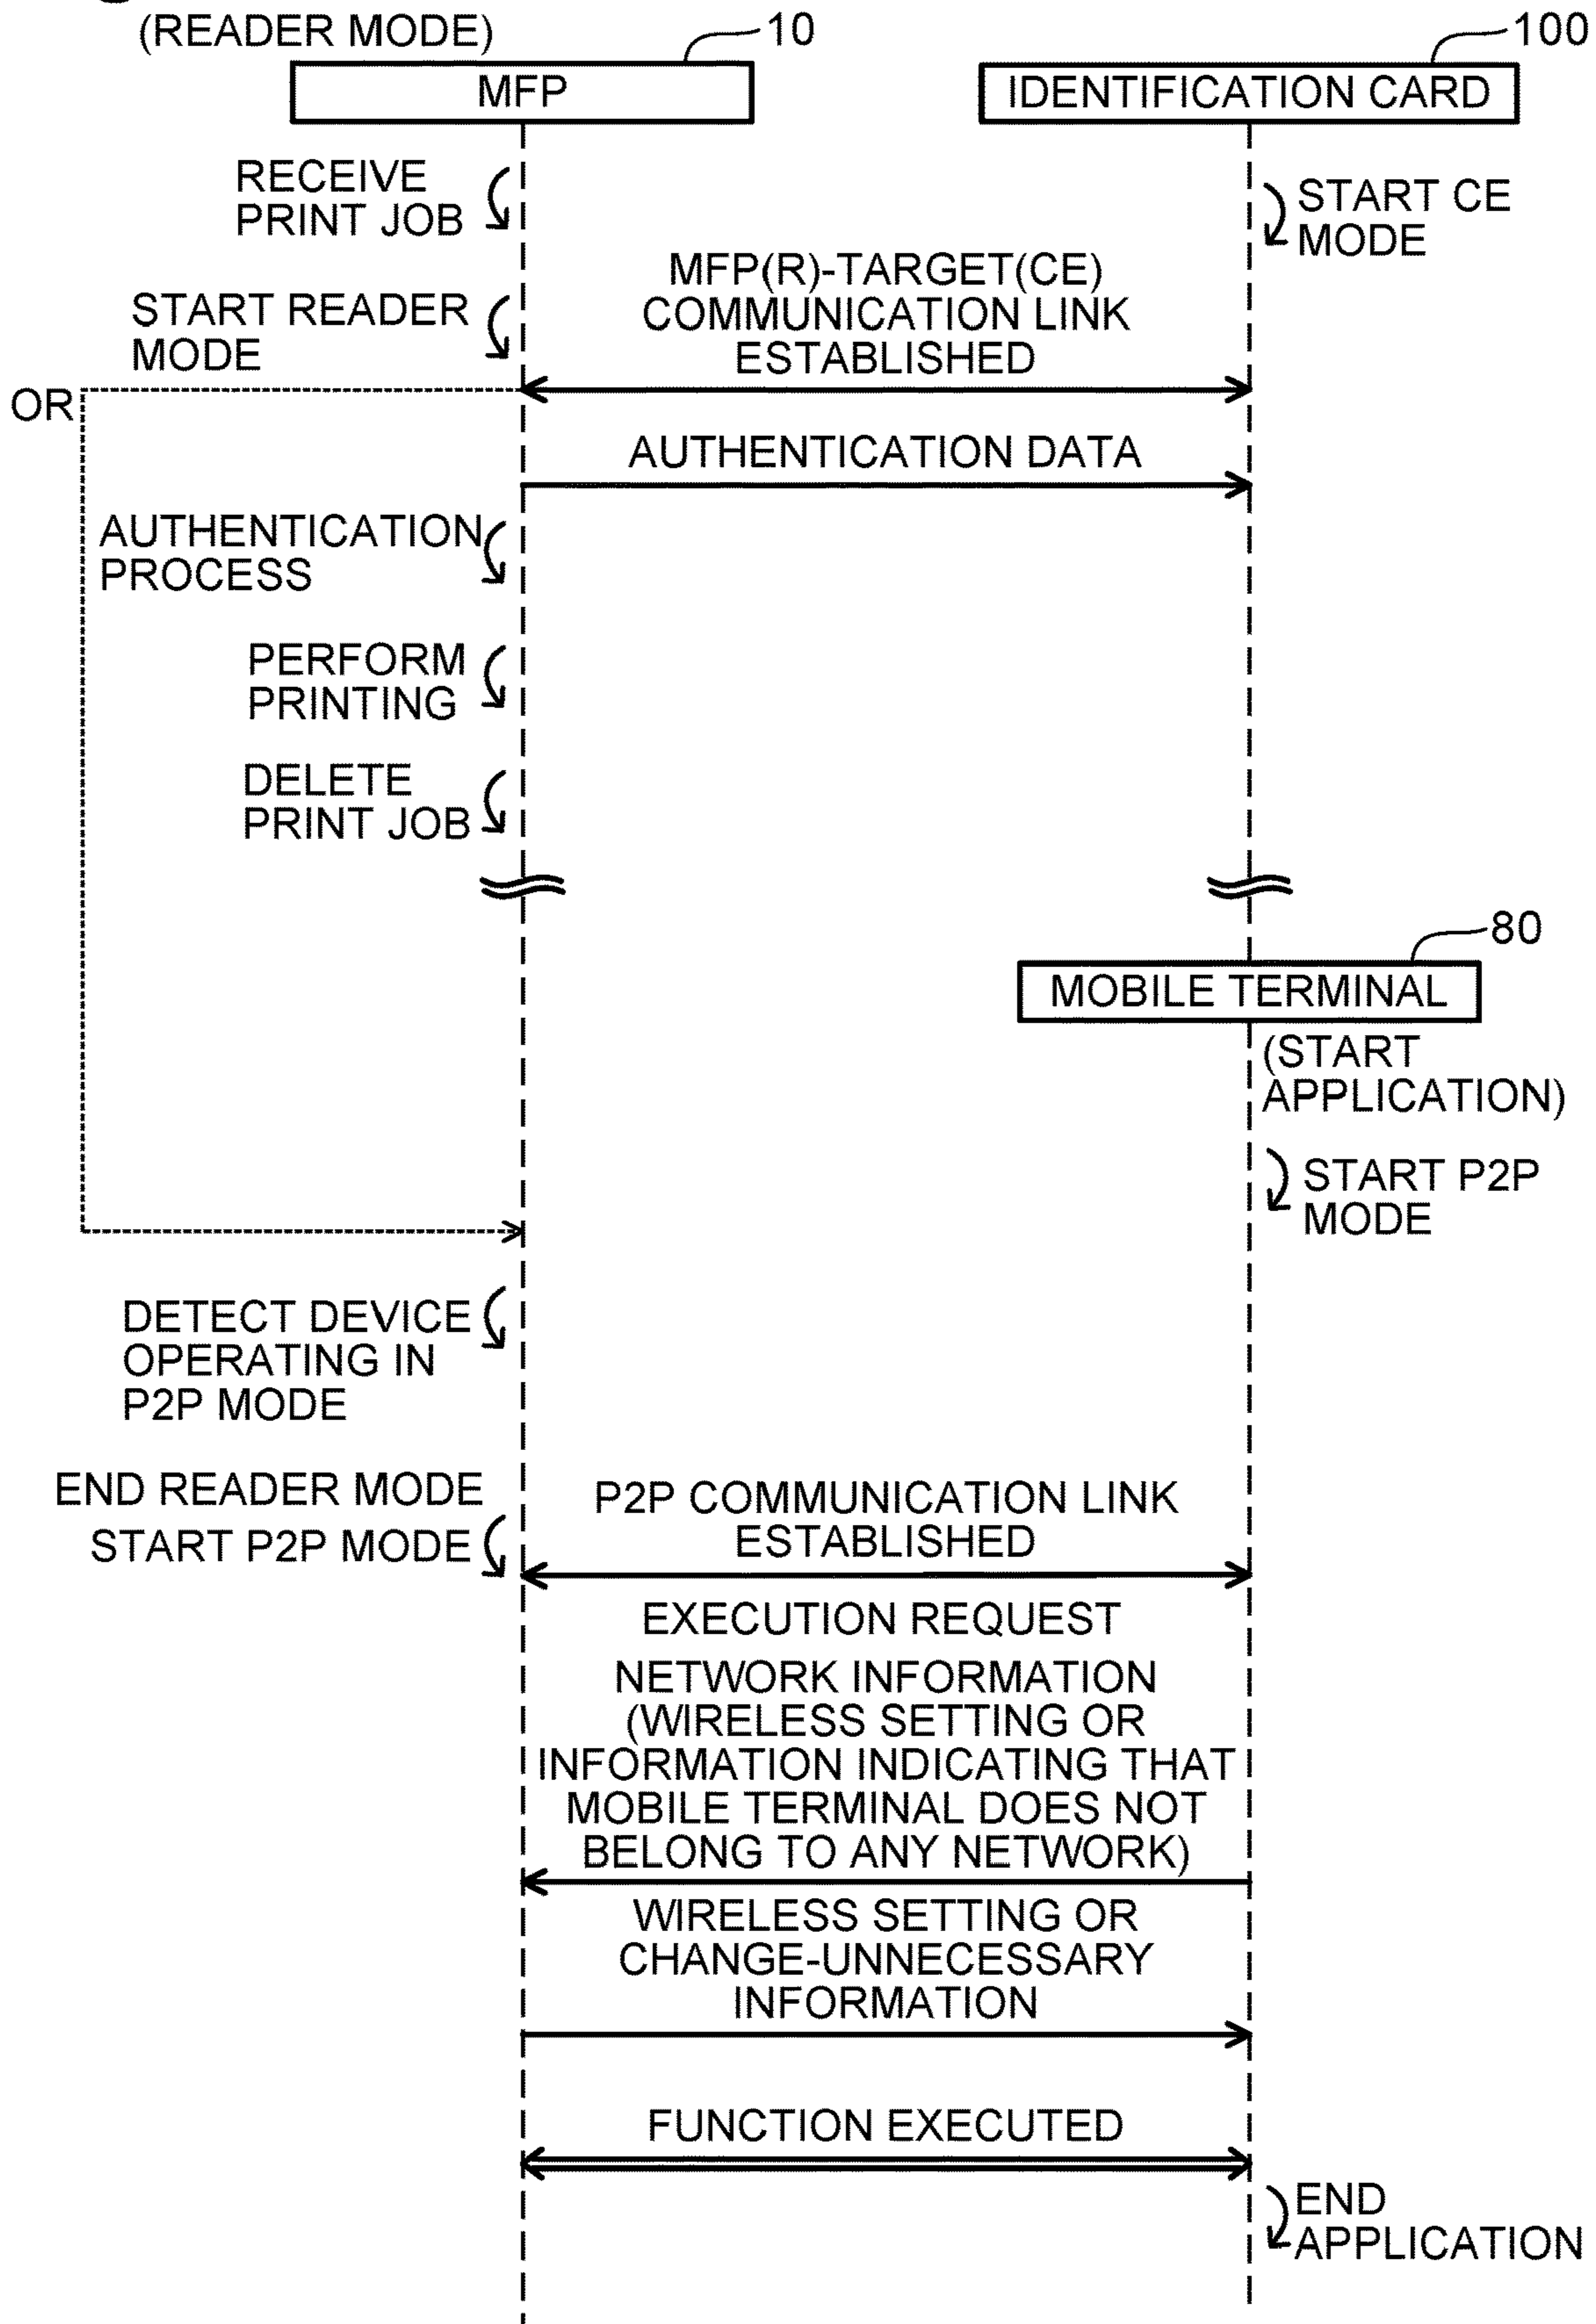 (READER MODE)
10
100
MFP
IDENTIFICATION CARD
RECEIVE
PRINT JOB
START CE
MODE
MFP(R)-TARGET(CE)
COMMUNICATION LINK
ESTABLISHED
START READER
MODE
OR
AUTHENTICATION DATA
AUTHENTICATION
PROCESS
PERFORM
PRINTING
DELETE
PRINT JOB
80
MOBILE TERMINAL
(START
APPLICATION)
START P2P
MODE
DETECT DEVICE
OPERATING IN
P2P MODE
END READER MODE
START P2P MODE
P2P COMMUNICATION LINK
ESTABLISHED
EXECUTION REQUEST
NETWORK INFORMATION
(WIRELESS SETTING OR
INFORMATION INDICATING THAT
MOBILE TERMINAL DOES NOT
BELONG TO ANY NETWORK)
WIRELESS SETTING OR
CHANGE-UNNECESSARY
INFORMATION
FUNCTION EXECUTED
END
APPLICATION